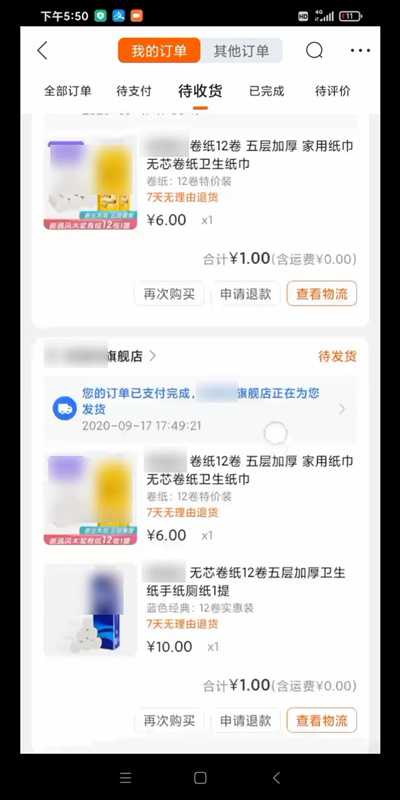 下午5:50
4G
11
我的订单
其他订单
全部订单
待支付
待收货
已完成
待评价
卷纸12卷 五层加厚 家用纸巾
无芯卷纸卫生纸巾
卷纸: 12卷特价装
7天无理由退货
¥6.00 x1
合计¥1.00(含运费¥0.00)
再次购买
申请退款
查看物流
旗舰店
待发货
您的订单已支付完成，
旗舰店正在为您
发货
2020-09-17 17:49:21
卷纸12卷 五层加厚 家用纸巾
无芯卷纸卫生纸巾
卷纸: 12卷特价装
7天无理由退货
¥6.00 x1
无芯卷纸12卷五层加厚卫生
纸手纸厕纸1提
蓝色经典: 12卷实惠装
7天无理由退货
¥10.00 x1
合计¥1.00(含运费¥0.00)
再次购买
申请退款
查看物流